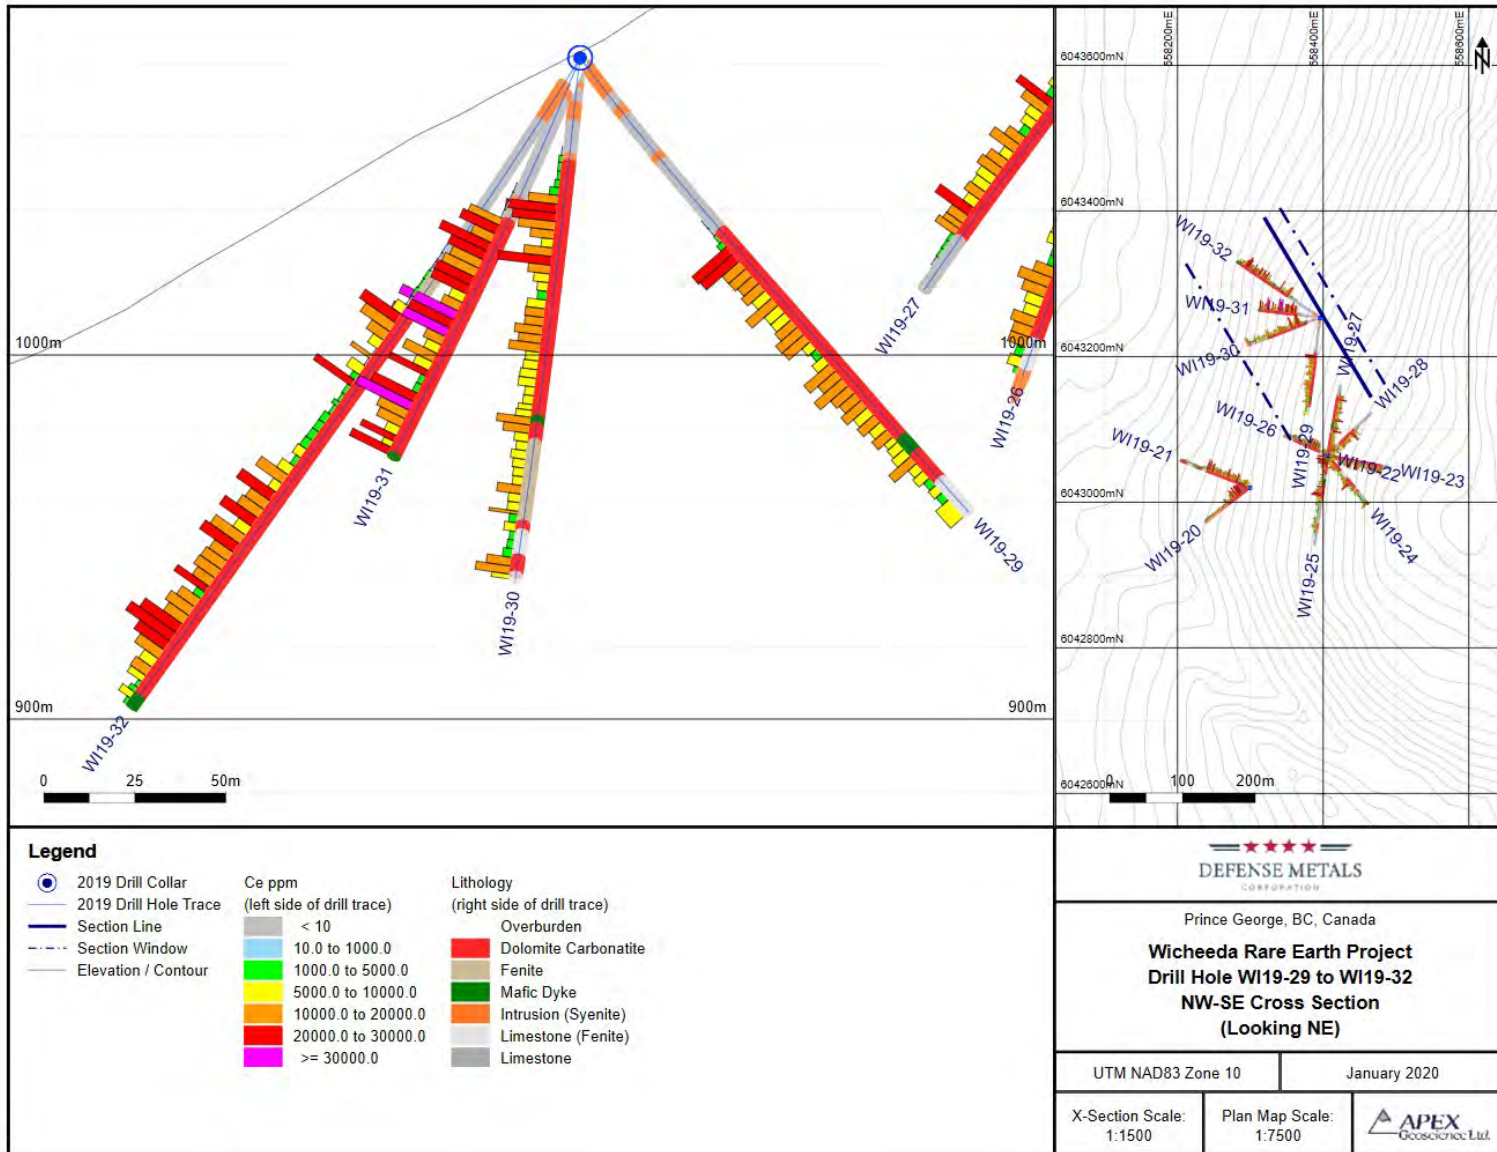 1000m
1000m
900m
900m
WI19-32
WI19-31
WI19-30
WI19-29
WI19-27
WI19-26
0 25 50m
558200mE
558400mE
558600mE
N
6043600mN
6043400mN
6043200mN
6043000mN
6042800mN
6042600mN
WI19-32
WI19-31
WI19-30
WI19-27
WI19-28
WI19-26
WI19-21
WI19-29
WI19-22
WI19-23
WI19-20
WI19-24
WI19-25
0 100 200m
Legend
2019 Drill Collar
2019 Drill Hole Trace
Section Line
Section Window
Elevation / Contour
Ce ppm
(left side of drill trace)
< 10
10.0 to 1000.0
1000.0 to 5000.0
5000.0 to 10000.0
10000.0 to 20000.0
20000.0 to 30000.0
>= 30000.0
Lithology
(right side of drill trace)
Overburden
Dolomite Carbonatite
Fenite
Mafic Dyke
Intrusion (Syenite)
Limestone (Fenite)
Limestone
DEFENSE METALS
CORPORATION
Prince George, BC, Canada
Wicheeda Rare Earth Project
Drill Hole WI19-29 to WI19-32
NW-SE Cross Section
(Looking NE)
UTM NAD83 Zone 10
January 2020
X-Section Scale:
1:1500
Plan Map Scale:
1:7500
APEX
Geoscience Ltd.